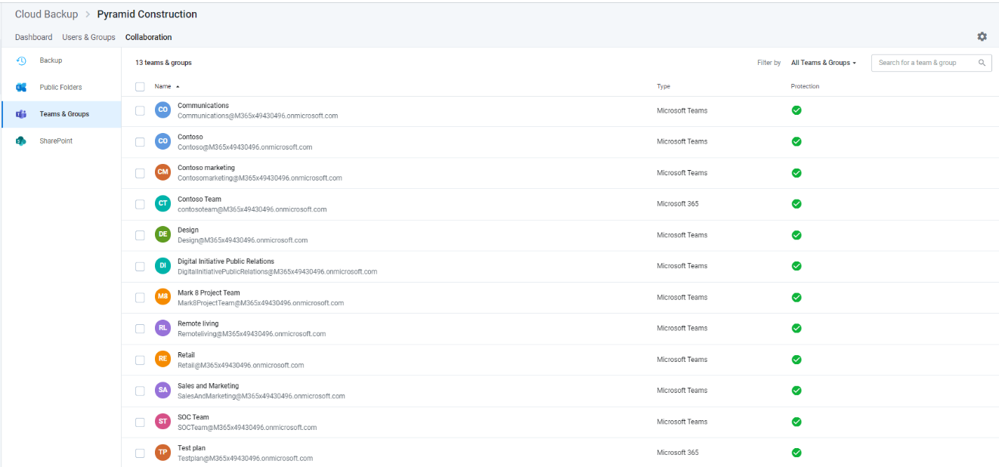 Cloud Backup > Pyramid Construction
Dashboard Users & Groups Collaboration
Backup
Public Folders
Teams & Groups
SharePoint
13 teams & groups
Filter by All Teams & Groups
Search for a team & group
Name Type Protection
CO Communications
Communications@M365x49430496.onmicrosoft.com
Microsoft Teams
CO Contoso
Contoso@M365x49430496.onmicrosoft.com
Microsoft Teams
CM Contoso marketing
Contosomarketing@M365x49430496.onmicrosoft.com
Microsoft Teams
CT Contoso Team
contosoteam@M365x49430496.onmicrosoft.com
Microsoft 365
DE Design
Design@M365x49430496.onmicrosoft.com
Microsoft Teams
DI Digital Initiative Public Relations
DigitalInitiativePublicRelations@M365x49430496.onmicrosoft.com
Microsoft Teams
M8 Mark 8 Project Team
Mark8ProjectTeam@M365x49430496.onmicrosoft.com
Microsoft Teams
RL Remote living
Remoteliving@M365x49430496.onmicrosoft.com
Microsoft Teams
RE Retail
Retail@M365x49430496.onmicrosoft.com
Microsoft Teams
SA Sales and Marketing
SalesAndMarketing@M365x49430496.onmicrosoft.com
Microsoft Teams
ST SOC Team
SOCTeam@M365x49430496.onmicrosoft.com
Microsoft Teams
TP Test plan
Testplan@M365x49430496.onmicrosoft.com
Microsoft 365